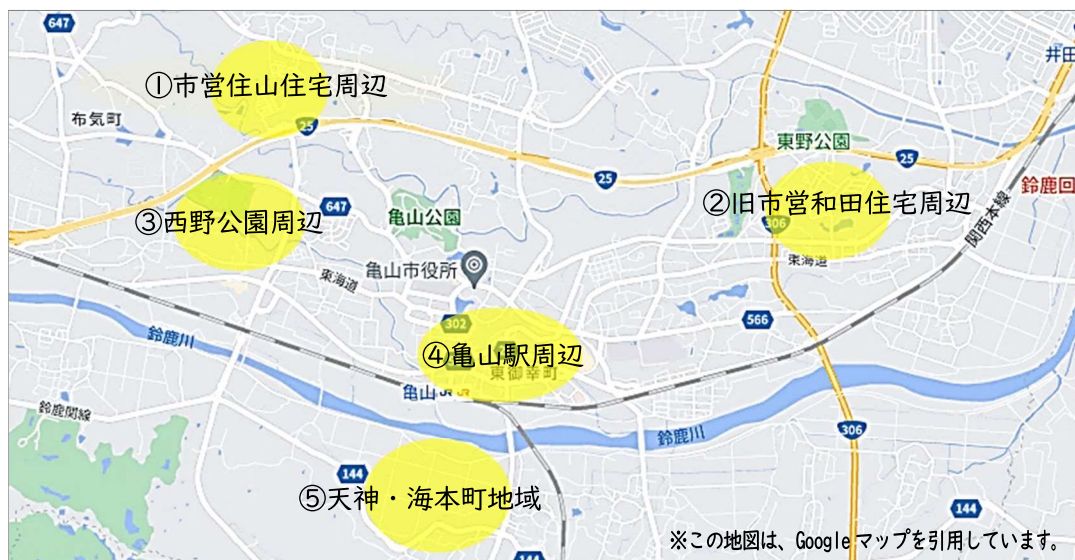 647
井田
①市営住山住宅周辺
布気町
25
東野公園
25
25
鈴鹿回
②旧市営和田住宅周辺
647
亀山公園
③西野公園周辺
306
関西本線
東海道
亀山市役所
東海道
302
566
鈴鹿川
④亀山駅周辺
東御幸町
亀山
鈴鹿関線
鈴鹿川
306
144
⑤天神・海本町地域
144
144
※この地図は、Googleマップを引用しています。